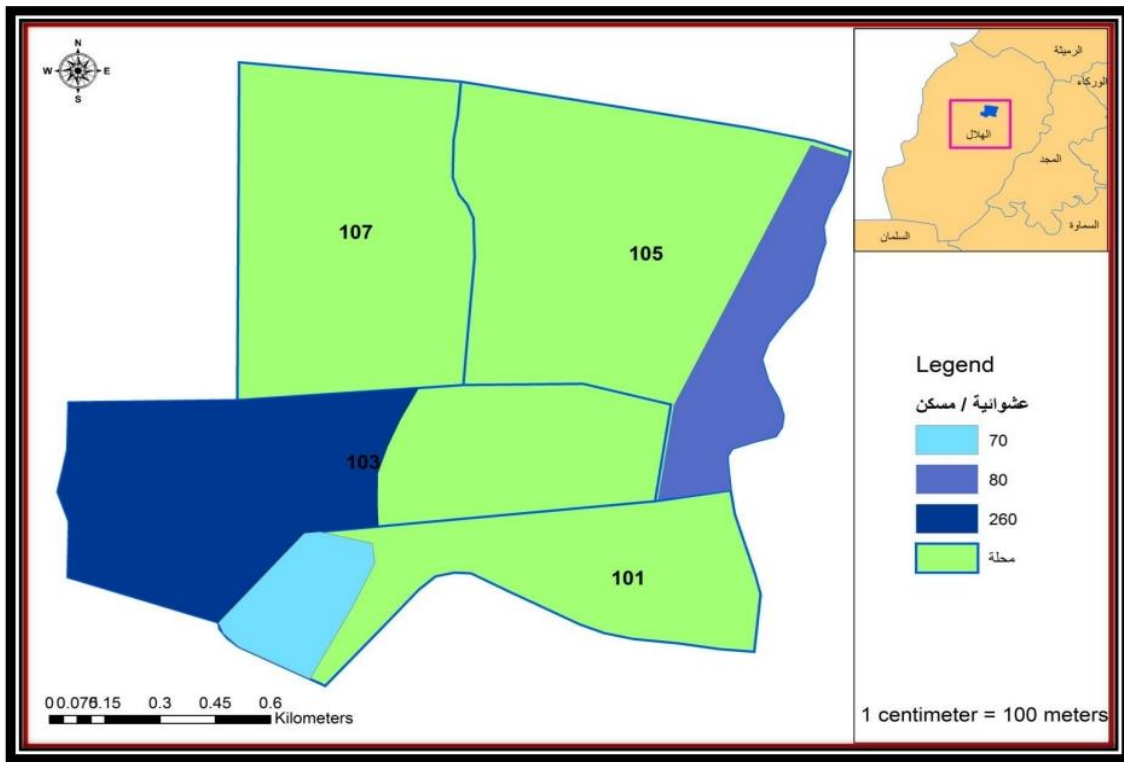 N
W E
S
107
105
103
101
0 0.075 0.15 0.3 0.45 0.6
Kilometers
الرميثة
الوركاء
الهلال
المجد
السماوة
السلمان
Legend
عشوائية / مسكن
70
80
260
محلة
1 centimeter = 100 meters